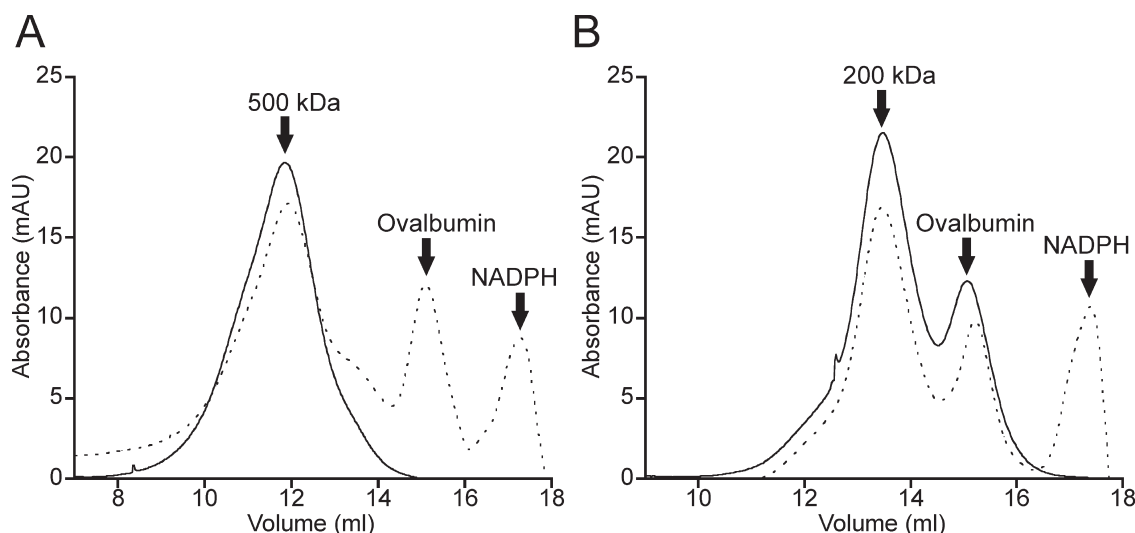 A
25
20
15
10
5
0
Absorbance (mAU)
500 kDa
Ovalbumin
NADPH
8 10 12 14 16 18
Volume (ml)
B
25
20
15
10
5
0
Absorbance (mAU)
200 kDa
Ovalbumin
NADPH
10 12 14 16 18
Volume (ml)